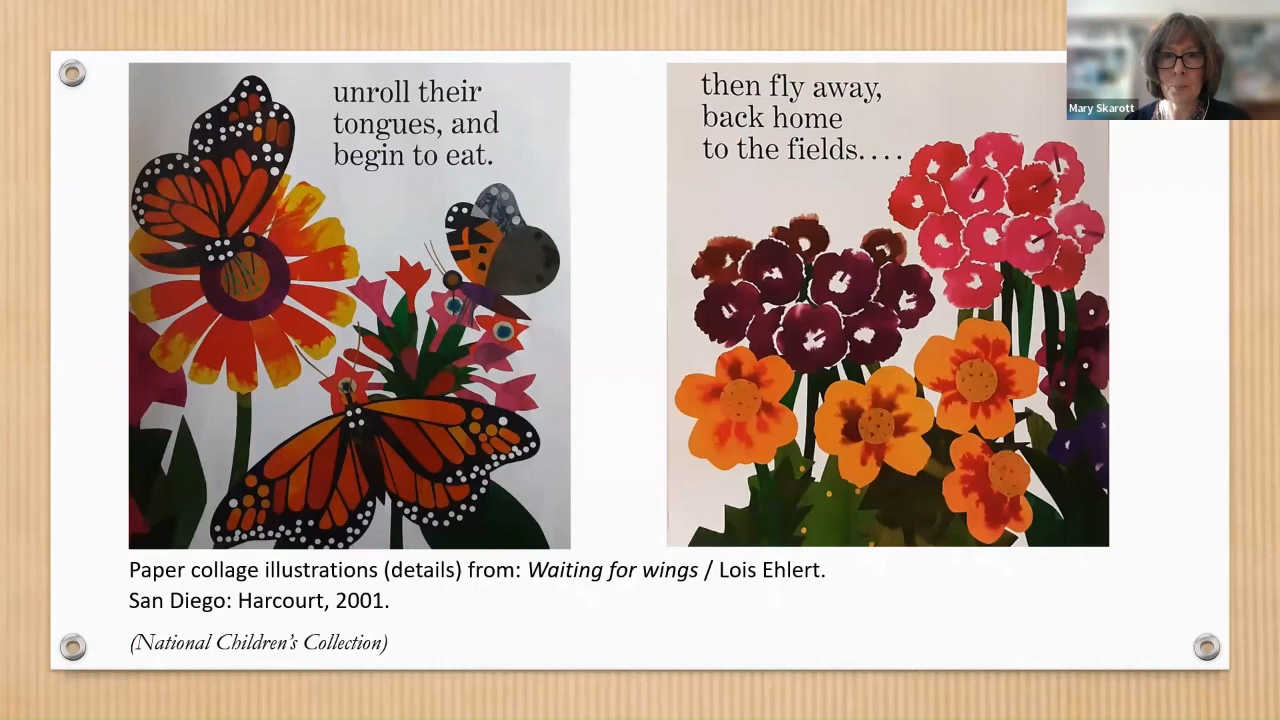 unroll their
tongues, and
begin to eat.
then fly away,
back home
to the fields....
Mary Skarott
Paper collage illustrations (details) from: Waiting for wings / Lois Ehlert.
San Diego: Harcourt, 2001.
(National Children's Collection)